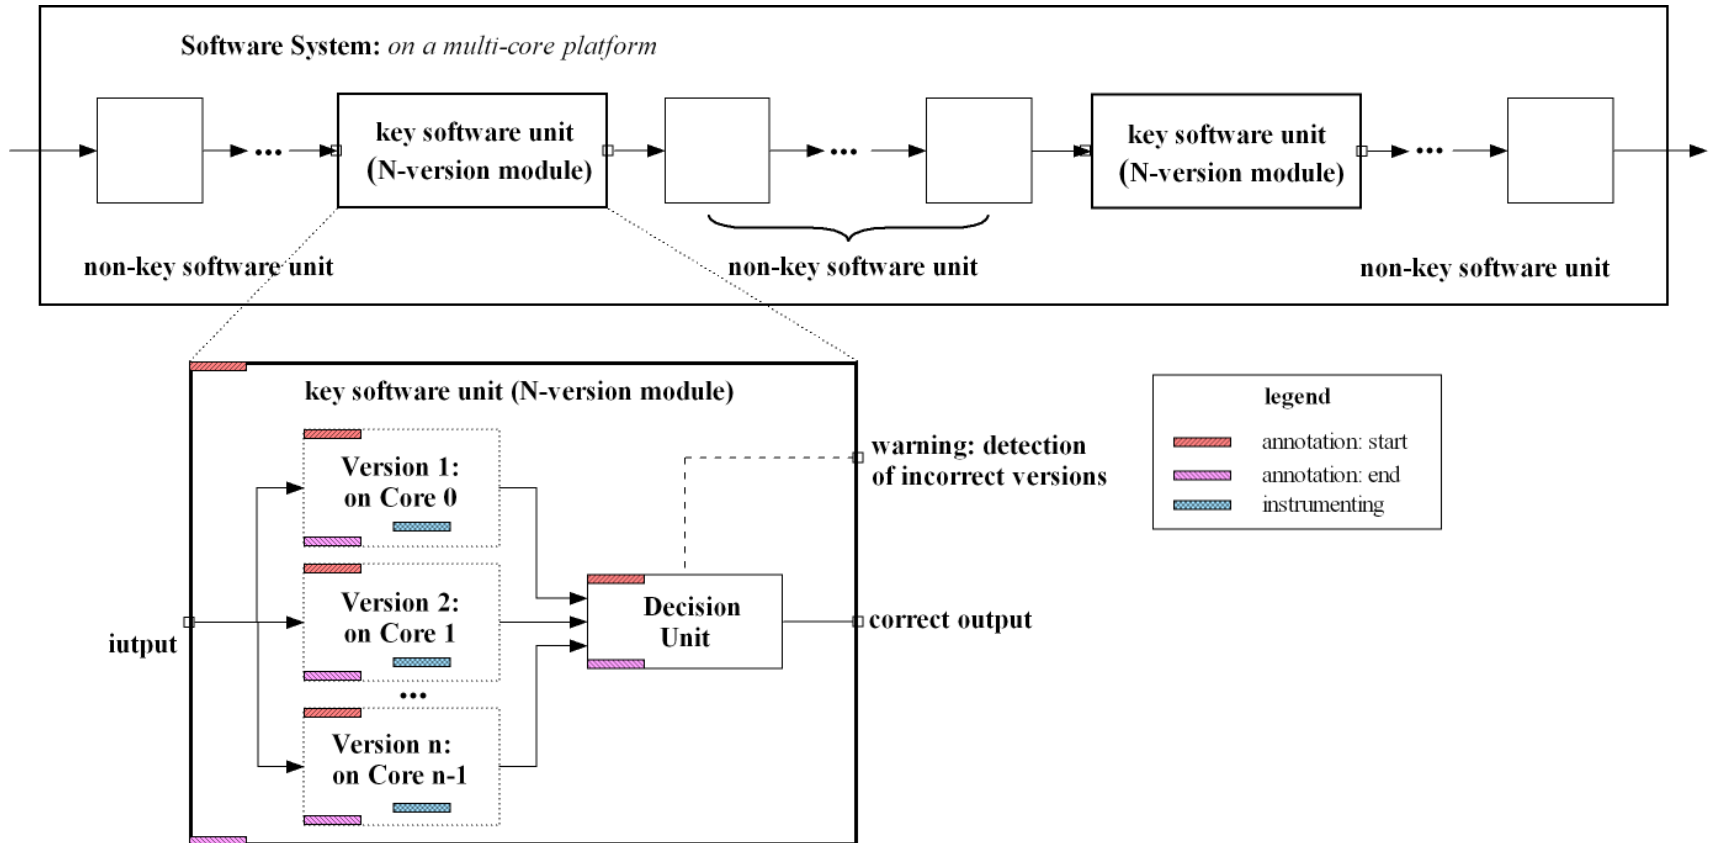 Software System: on a multi-core platform
key software unit
(N-version module)
key software unit
(N-version module)
non-key software unit
non-key software unit
non-key software unit
key software unit (N-version module)
Version 1:
on Core 0
Version 2:
on Core 1
...
Version n:
on Core n-1
iutput
Decision
Unit
warning: detection
of incorrect versions
correct output
legend
annotation: start
annotation: end
instrumenting